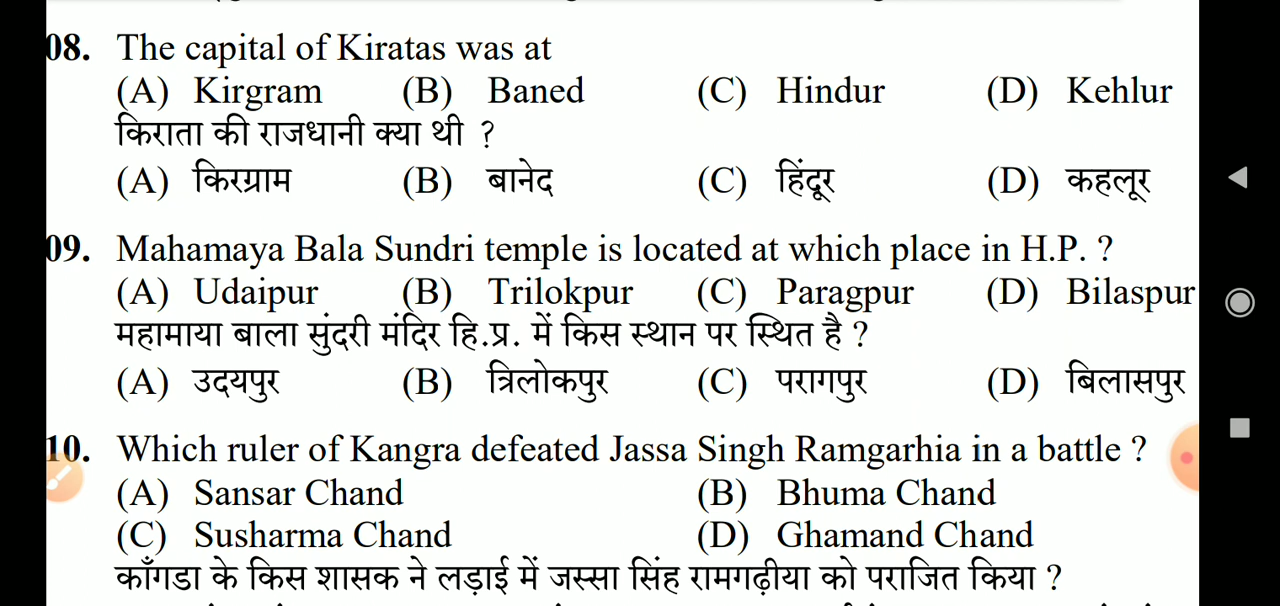 08. The capital of Kiratas was at
(A) Kirgram (B) Baned (C) Hindur (D) Kehlur
किराता की राजधानी क्या थी ?
(A) किरग्राम (B) बानेद (C) हिंदूर (D) कहलूर
09. Mahamaya Bala Sundri temple is located at which place in H.P. ?
(A) Udaipur (B) Trilokpur (C) Paragpur (D) Bilaspur
महामाया बाला सुंदरी मंदिर हि.प्र. में किस स्थान पर स्थित है ?
(A) उदयपुर (B) त्रिलोकपुर (C) परागपुर (D) बिलासपुर
10. Which ruler of Kangra defeated Jassa Singh Ramgarhia in a battle ?
(A) Sansar Chand (B) Bhuma Chand
(C) Susharma Chand (D) Ghamand Chand
काँगडा के किस शासक ने लड़ाई में जस्सा सिंह रामगढ़ीया को पराजित किया ?